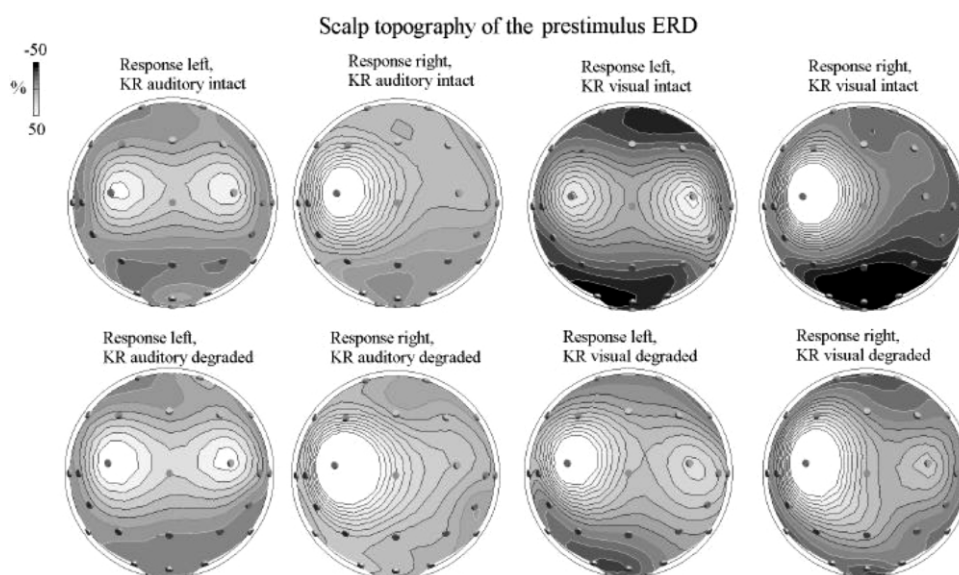 Scalp topography of the prestimulus ERD
-50
%
50
Response left,
KR auditory intact
Response right,
KR auditory intact
Response left,
KR visual intact
Response right,
KR visual intact
Response left,
KR auditory degraded
Response right,
KR auditory degraded
Response left,
KR visual degraded
Response right,
KR visual degraded